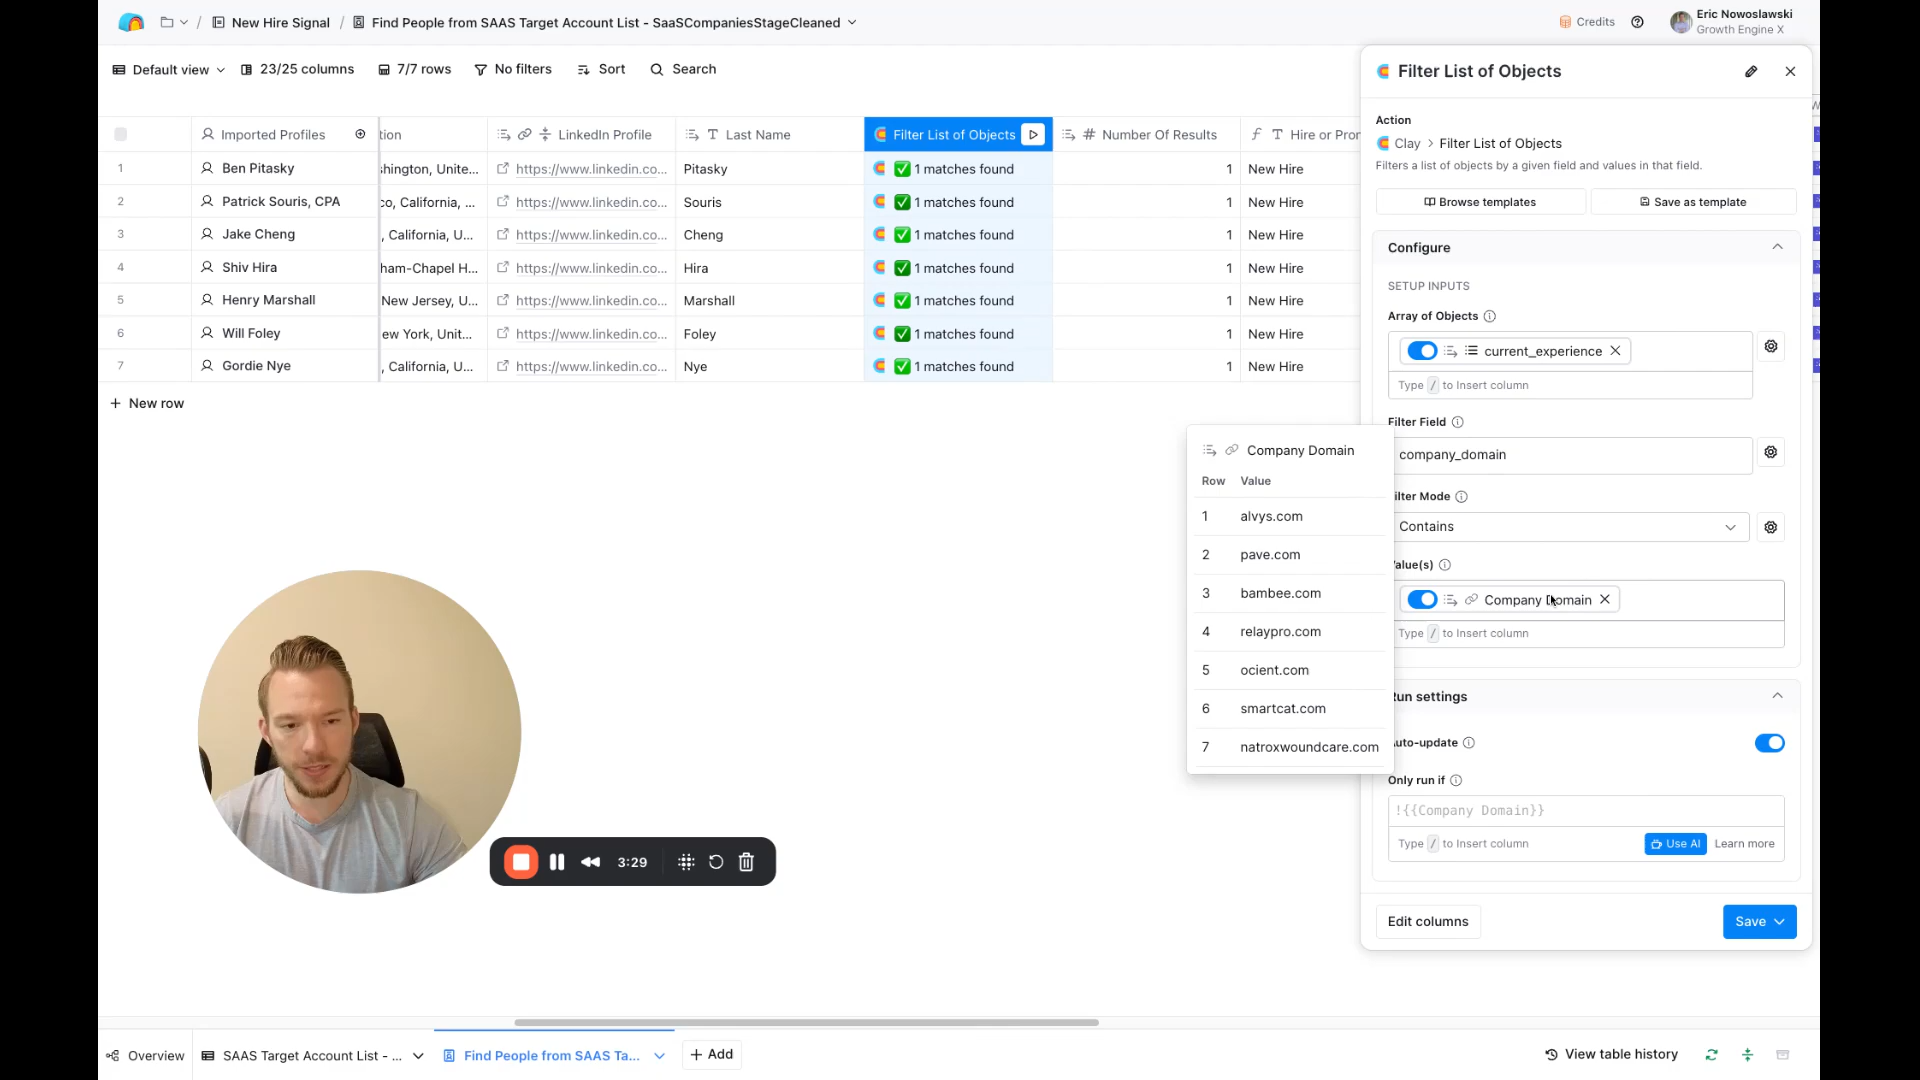 / New Hire Signal / Find People from SAAS Target Account List - SaaSCompaniesStageCleaned
Credits
Eric Nowoslawski
Growth Engine X
Default view 23/25 columns 7/7 rows No filters Sort Search
Imported Profiles tion LinkedIn Profile Last Name Filter List of Objects Number Of Results Hire or Pror
1 Ben Pitasky shington, Unite... https://www.linkedin.co... Pitasky 1 matches found 1 New Hire
2 Patrick Souris, CPA co, California, ... https://www.linkedin.co... Souris 1 matches found 1 New Hire
3 Jake Cheng , California, U... https://www.linkedin.co... Cheng 1 matches found 1 New Hire
4 Shiv Hira ham-Chapel H... https://www.linkedin.co... Hira 1 matches found 1 New Hire
5 Henry Marshall New Jersey, U... https://www.linkedin.co... Marshall 1 matches found 1 New Hire
6 Will Foley ew York, Unit... https://www.linkedin.co... Foley 1 matches found 1 New Hire
7 Gordie Nye , California, U... https://www.linkedin.co... Nye 1 matches found 1 New Hire
+ New row
Company Domain
Row Value
1 alvys.com
2 pave.com
3 bambee.com
4 relaypro.com
5 ocient.com
6 smartcat.com
7 natroxwoundcare.com
3:29
Filter List of Objects
Action
Clay > Filter List of Objects
Filters a list of objects by a given field and values in that field.
Browse templates Save as template
Configure
SETUP INPUTS
Array of Objects
current_experience
Type / to Insert column
Filter Field
company_domain
ilter Mode
Contains
alue(s)
Company Domain
Type / to Insert column
Run settings
uto-update
Only run if
!{{Company Domain}}
Type / to Insert column Use AI Learn more
Edit columns Save
Overview SAAS Target Account List - ... Find People from SAAS Ta... + Add View table history